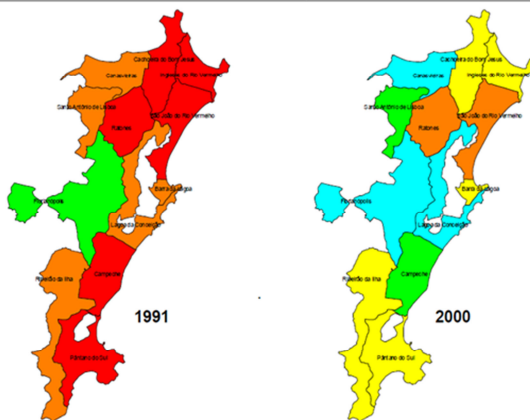 Cachoeira do Bom Jesus
Canasvieiras
Ingleses do Rio Vermelho
Santo Antônio de Lisboa
São João do Rio Vermelho
Ratones
Barra da Lagoa
Florianópolis
Lagoa da Conceição
Campeche
Ribeirão da Ilha
1991
Pântano do Sul
Cachoeira do Bom Jesus
Canasvieiras
Ingleses do Rio Vermelho
Santo Antônio de Lisboa
São João do Rio Vermelho
Ratones
Barra da Lagoa
Florianópolis
Lagoa da Conceição
Campeche
Ribeirão da Ilha
2000
Pântano do Sul